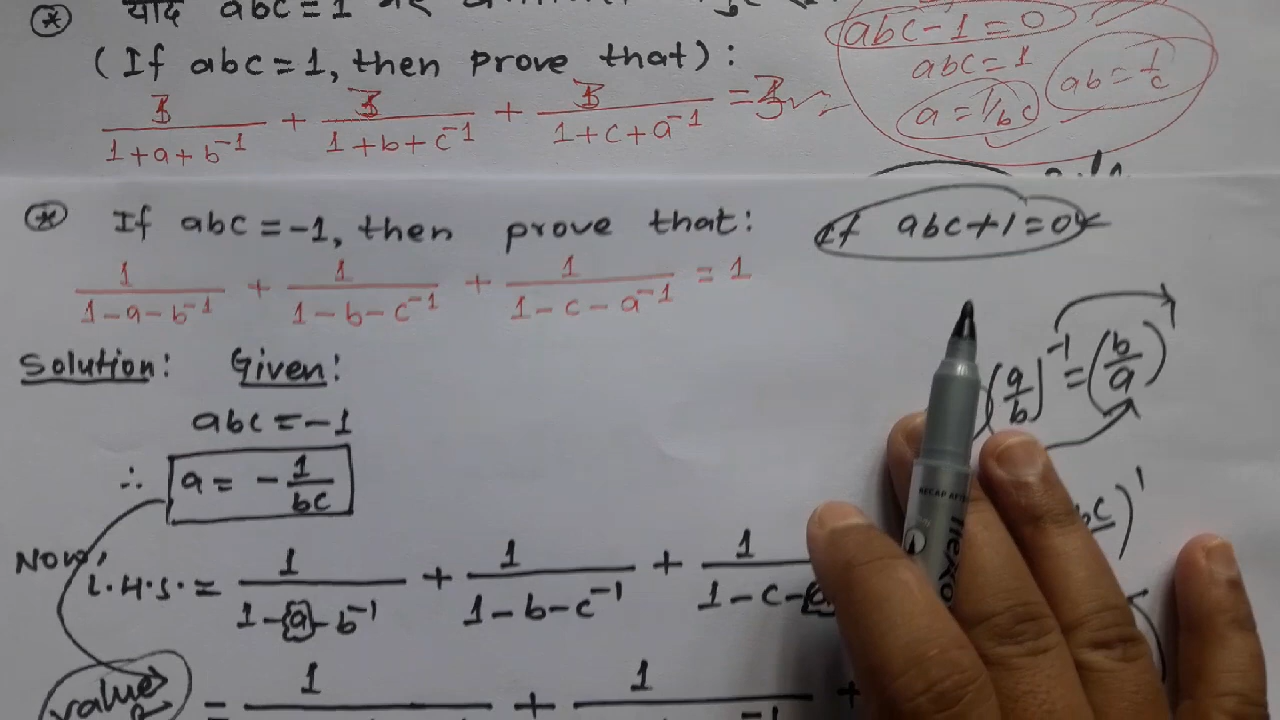 यदि abc = 1
(If abc = 1, then prove that) :
3/(1+a+b⁻¹) + 3/(1+b+c⁻¹) + 3/(1+c+a⁻¹) = 3
abc - 1 = 0
abc = 1
ab = 1/c
a = 1/bc
If abc = -1, then prove that:
If abc + 1 = 0
1/(1-a-b⁻¹) + 1/(1-b-c⁻¹) + 1/(1-c-a⁻¹) = 1
Solution: Given:
abc = -1
∴ a = - 1/bc
(a/b)⁻¹ = (b/a)
Now,
L.H.S. = 1/(1-a-b⁻¹) + 1/(1-b-c⁻¹) + 1/(1-c-a
value
= 1 + 1 +